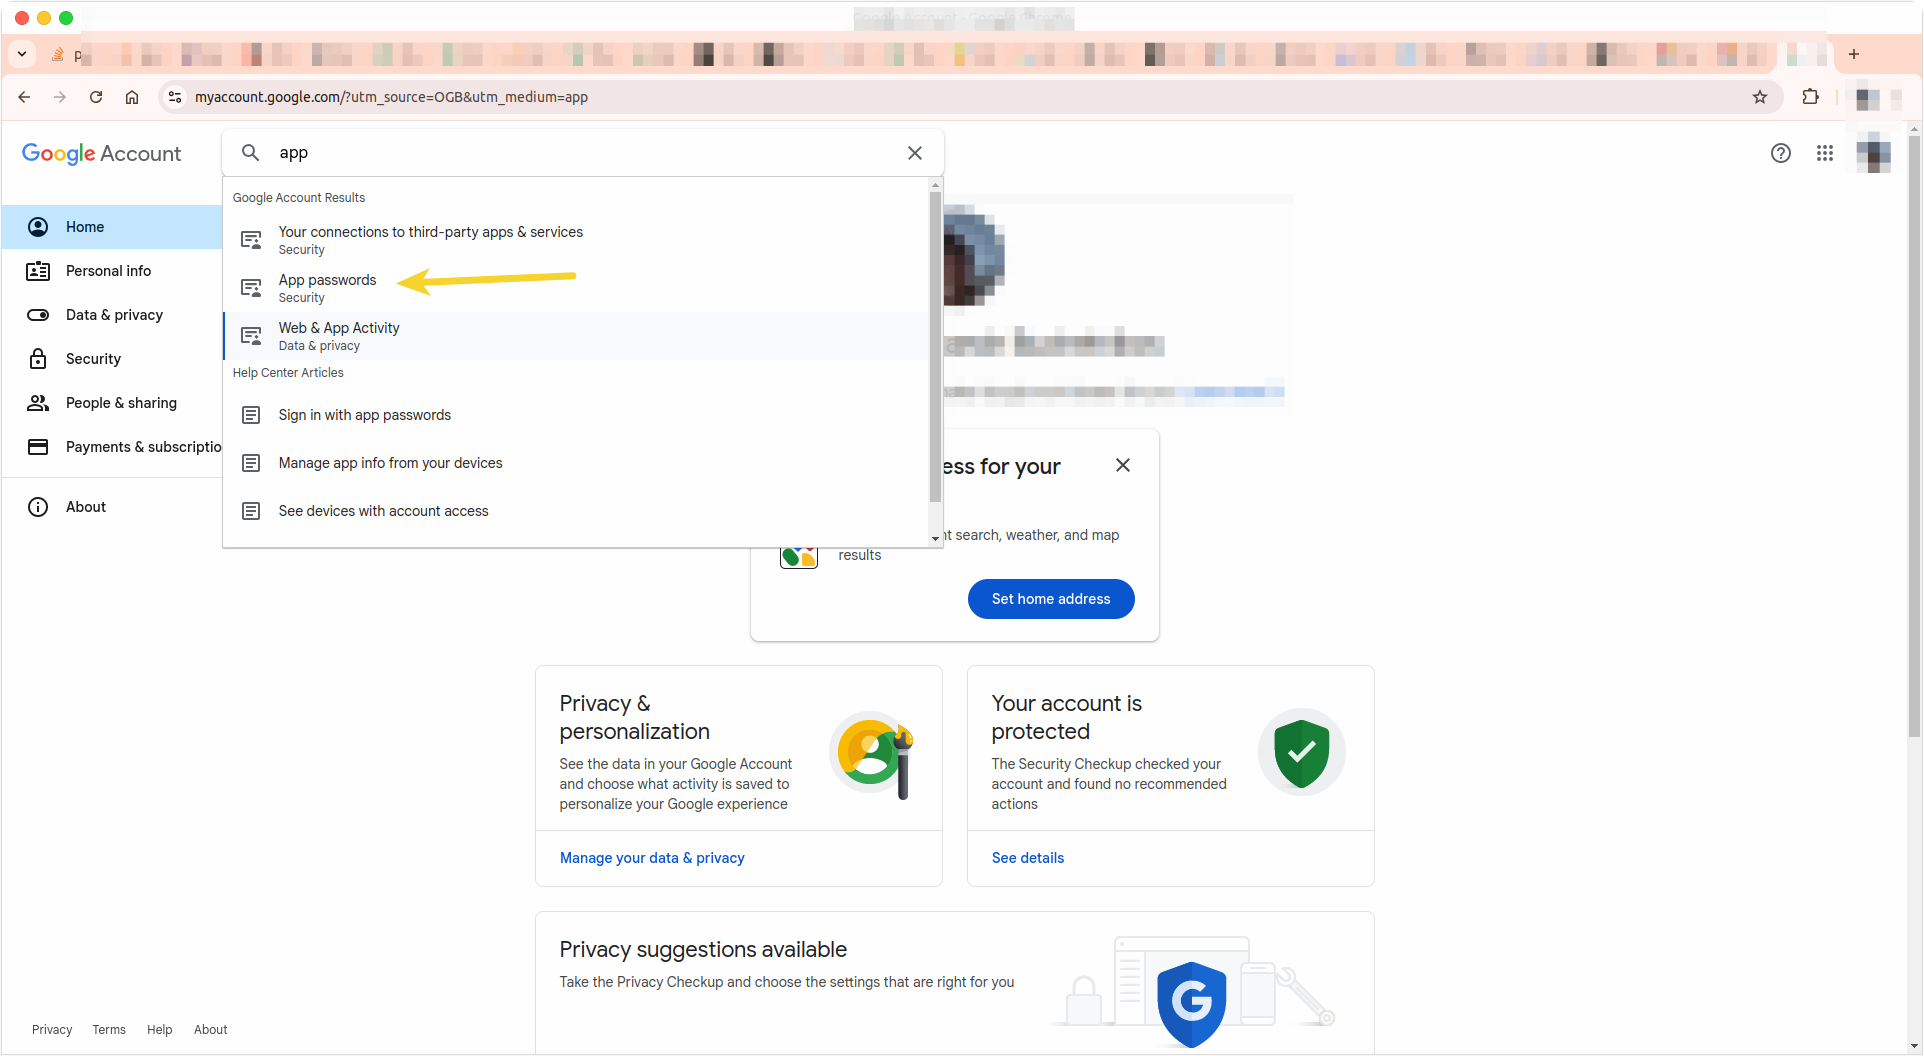 myaccount.google.com/?utm_source=OGB&utm_medium=app
Google Account
app
Home
Personal info
Data & privacy
Security
People & sharing
Payments & subscriptio
About
Google Account Results
Your connections to third-party apps & services
Security
App passwords
Security
Web & App Activity
Data & privacy
Help Center Articles
Sign in with app passwords
Manage app info from your devices
See devices with account access
ess for your
search, weather, and map
results
Set home address
Privacy &
personalization
See the data in your Google Account
and choose what activity is saved to
personalize your Google experience
Manage your data & privacy
Your account is
protected
The Security Checkup checked your
account and found no recommended
actions
See details
Privacy suggestions available
Take the Privacy Checkup and choose the settings that are right for you
G
Privacy Terms Help About